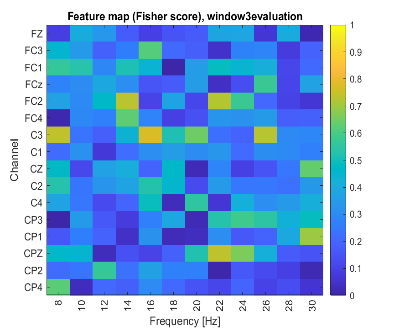 Feature map (Fisher score), window3evaluation
Channel
FZ
FC3
FC1
FCz
FC2
FC4
C3
C1
CZ
C2
C4
CP3
CP1
CPZ
CP2
CP4
8 10 12 14 16 18 20 22 24 26 28 30
Frequency [Hz]
1
0.9
0.8
0.7
0.6
0.5
0.4
0.3
0.2
0.1
0